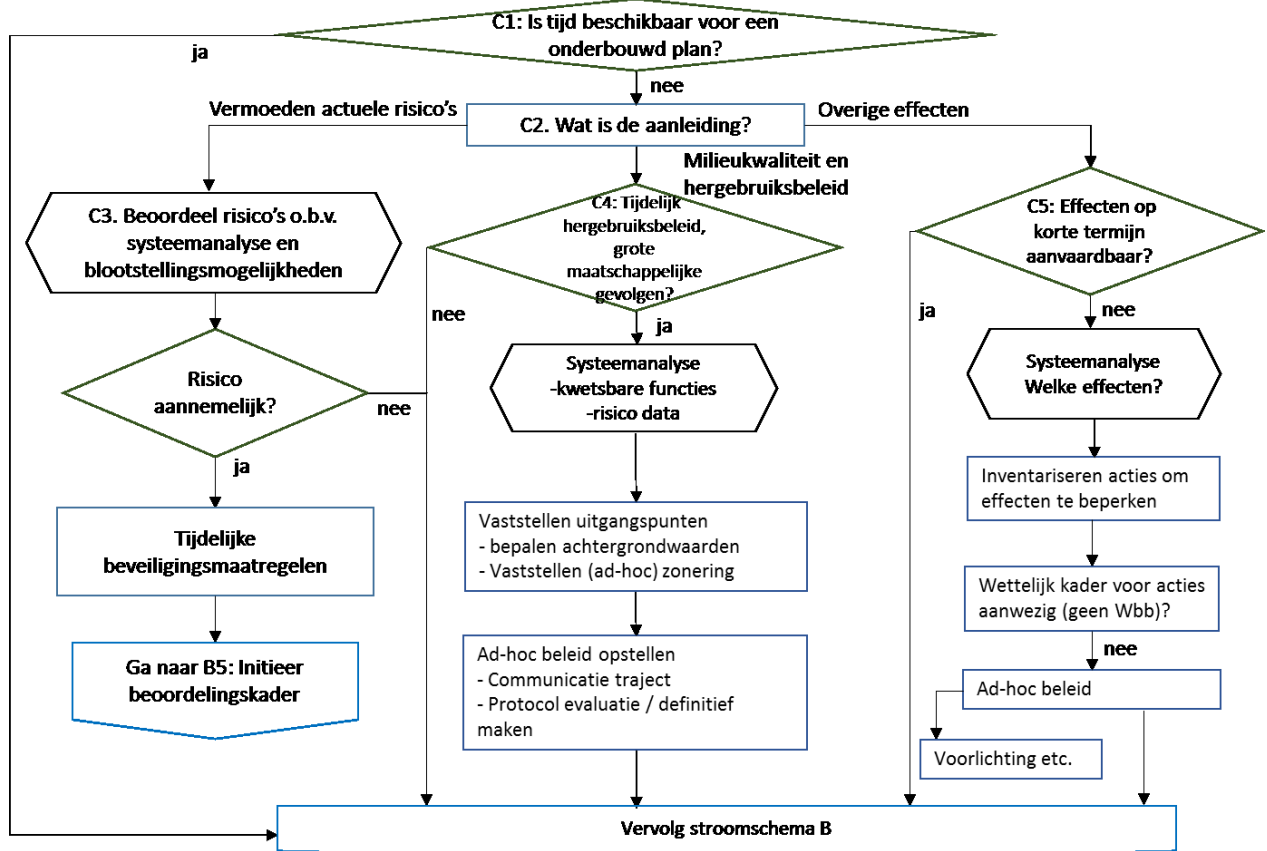 C1: Is tijd beschikbaar voor een
onderbouwd plan?
ja
nee
Vermoeden actuele risico's
C2. Wat is de aanleiding?
Overige effecten
Milieukwaliteit en
hergebruiksbeleid
C3. Beoordeel risico's o.b.v.
systeemanalyse en
blootstellingsmogelijkheden
C4: Tijdelijk
hergebruiksbeleid,
grote
maatschappelijke
gevolgen?
C5: Effecten op
korte termijn
aanvaardbaar?
nee
ja
ja
nee
Risico
aannemelijk?
nee
ja
Systeemanalyse
-kwetsbare functies
-risico data
Systeemanalyse
Welke effecten?
Tijdelijke
beveiligingsmaatregelen
Vaststellen uitgangspunten
- bepalen achtergrondwaarden
- Vaststellen (ad-hoc) zonering
Inventariseren acties om
effecten te beperken
Wettelijk kader voor acties
aanwezig (geen Wbb)?
nee
Ga naar B5: Initieer
beoordelingskader
Ad-hoc beleid opstellen
- Communicatie traject
- Protocol evaluatie / definitief
maken
Ad-hoc beleid
Voorlichting etc.
Vervolg stroomschema B